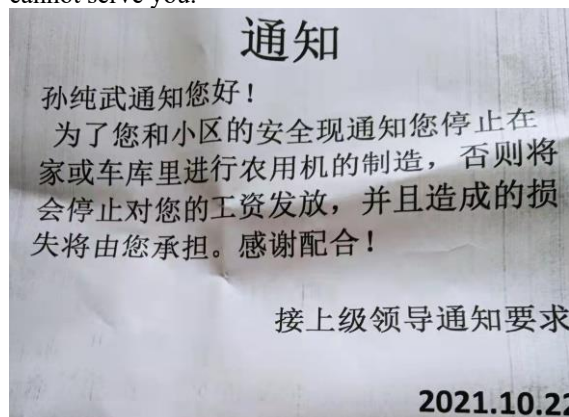 cannot serve you.
通知
孙纯武通知您好!
为了您和小区的安全现通知您停止在
家或车库里进行农用机的制造,否则将
会停止对您的工资发放,并且造成的损
失将由您承担。感谢配合!
接上级领导通知要求
2021.10.22